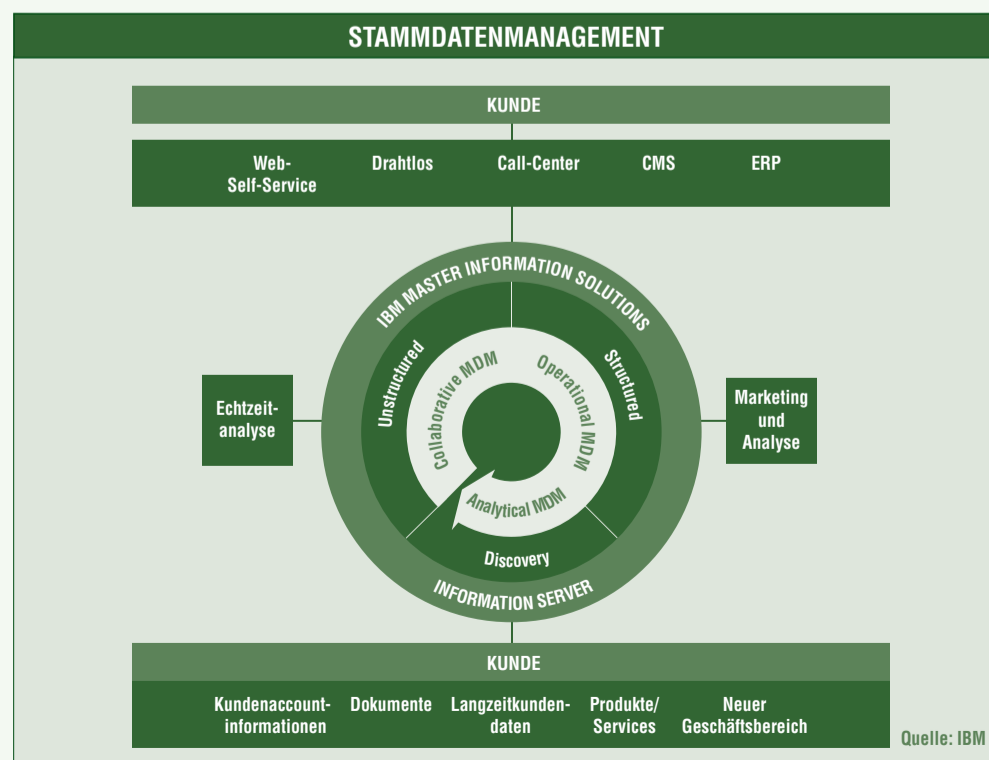 STAMMDATENMANAGEMENT
KUNDE
Web-
Self-Service
Drahtlos
Call-Center
CMS
ERP
IBM MASTER INFORMATION SOLUTIONS
Unstructured
Structured
Collaborative MDM
Operational MDM
Echtzeit-
analyse
Marketing
und
Analyse
Analytical MDM
Discovery
INFORMATION SERVER
KUNDE
Kundenaccount-
informationen
Dokumente
Langzeitkunden-
daten
Produkte/
Services
Neuer
Geschäftsbereich
Quelle: IBM